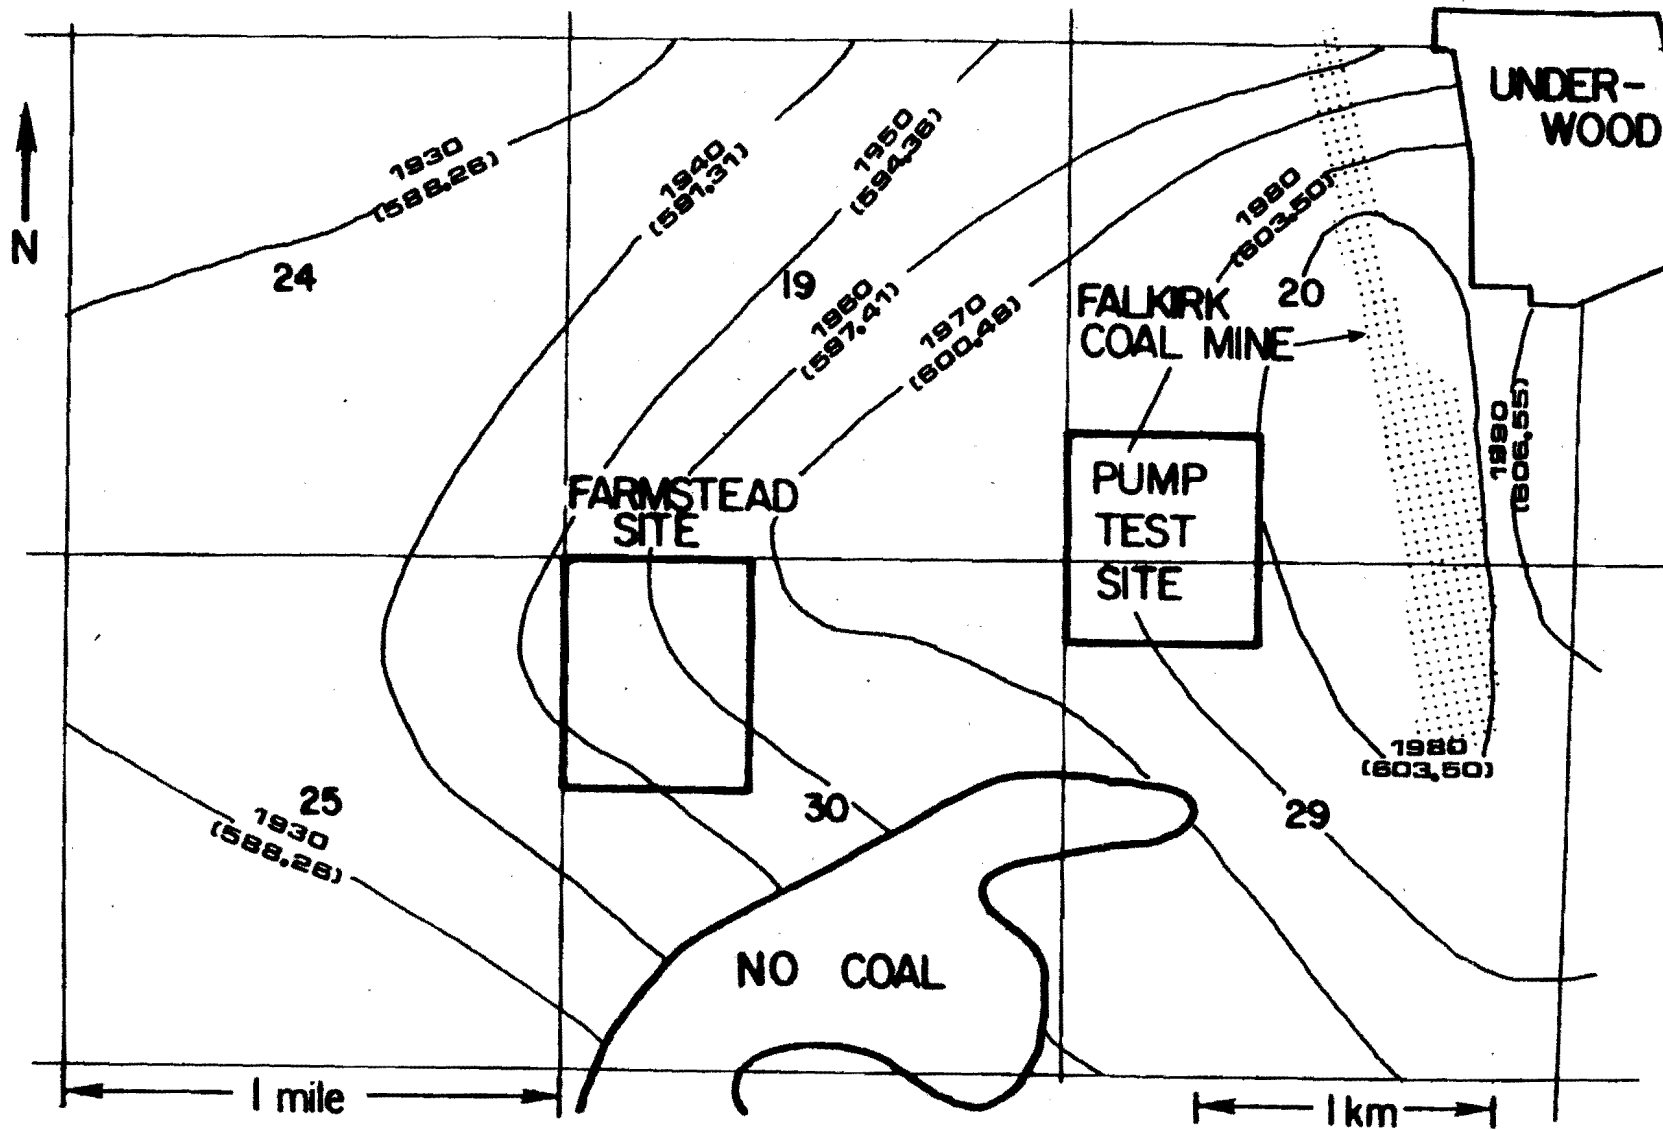 UNDER-
WOOD
1930
(588.26)
1940
(591.31)
1950
(594.36)
1980
(603.50)
N
24
19
20
1960
(597.41)
1970
(600.48)
FALKIRK
COAL MINE
1990
(606.55)
FARMSTEAD
SITE
PUMP
TEST
SITE
1980
(603.50)
25
30
29
1930
(588.26)
NO COAL
1 mile
1 km